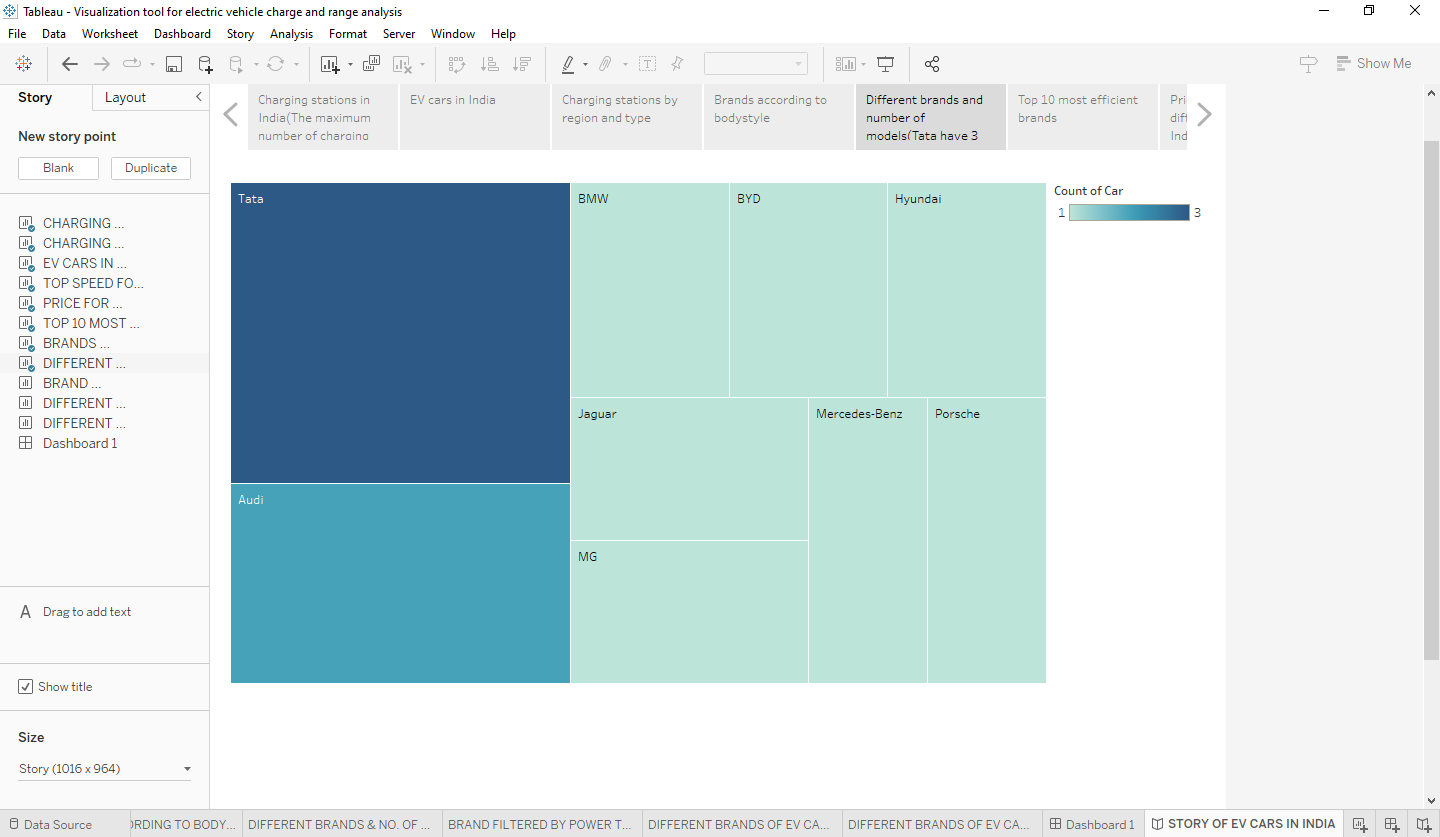 Tableau - Visualization tool for electric vehicle charge and range analysis
File Data Worksheet Dashboard Story Analysis Format Server Window Help
Show Me
Story Layout
New story point
Blank Duplicate
CHARGING ...
CHARGING ...
EV CARS IN ...
TOP SPEED FO...
PRICE FOR ...
TOP 10 MOST ...
BRANDS ...
DIFFERENT ...
BRAND ...
DIFFERENT ...
DIFFERENT ...
Dashboard 1
A Drag to add text
Show title
Size
Story (1016 x 964)
Charging stations in
India(The maximum
number of charging
EV cars in India
Charging stations by
region and type
Brands according to
bodystyle
Different brands and
number of
models(Tata have 3
Top 10 most efficient
brands
Pri
diff
Ind
Tata
BMW
BYD
Hyundai
Jaguar
Mercedes-Benz
Porsche
Audi
MG
Count of Car
1 3
Data Source ORDING TO BODY... DIFFERENT BRANDS & NO. OF ... BRAND FILTERED BY POWER T... DIFFERENT BRANDS OF EV CA... DIFFERENT BRANDS OF EV CA... Dashboard 1 STORY OF EV CARS IN INDIA